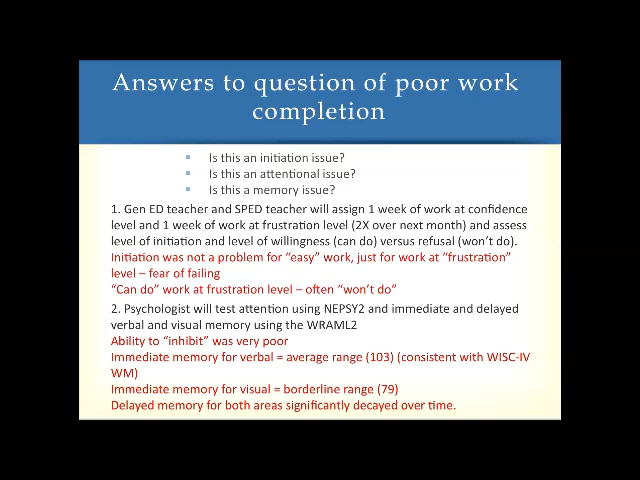 Answers to question of poor work
completion
▪ Is this an initiation issue?
▪ Is this an attentional issue?
▪ Is this a memory issue?
1. Gen ED teacher and SPED teacher will assign 1 week of work at confidence
level and 1 week of work at frustration level (2X over next month) and assess
level of initiation and level of willingness (can do) versus refusal (won't do).
Initiation was not a problem for "easy" work, just for work at "frustration"
level – fear of failing
"Can do" work at frustration level – often "won't do"
2. Psychologist will test attention using NEPSY2 and immediate and delayed
verbal and visual memory using the WRAML2
Ability to "inhibit" was very poor
Immediate memory for verbal = average range (103) (consistent with WISC-IV
WM)
Immediate memory for visual = borderline range (79)
Delayed memory for both areas significantly decayed over time.